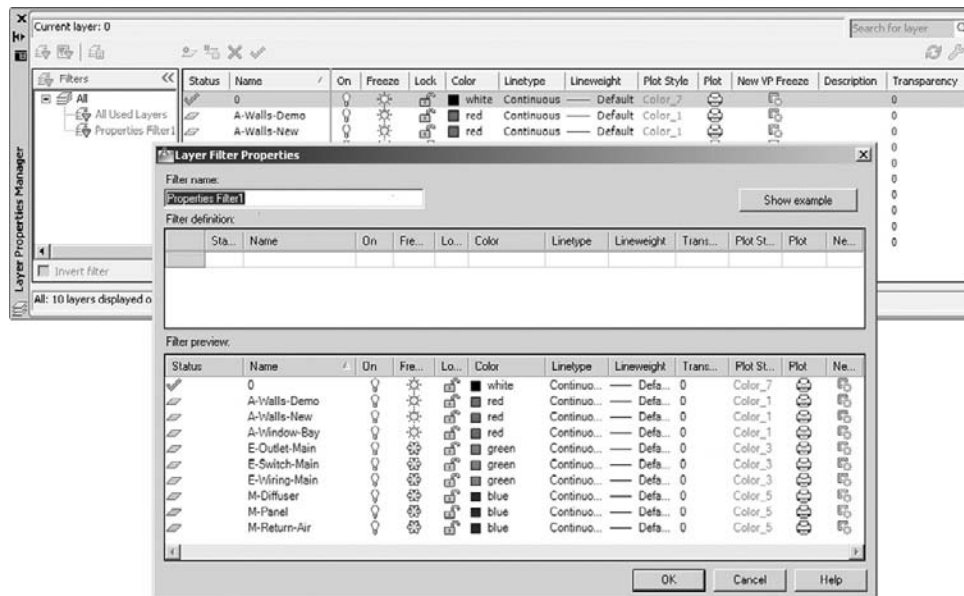 Current layer: 0
Search for layer
Filters
All
All Used Layers
Properties Filter1
Status Name On Freeze Lock Color Linetype Lineweight Plot Style Plot New VP Freeze Description Transparency
0 white Continuous Default Color_7 0
A-Walls-Demo red Continuous Default Color_1 0
A-Walls-New red Continuous Default Color_1 0
0
0
0
0
0
0
0
Invert filter
All: 10 layers displayed o
Layer Properties Manager
Layer Filter Properties
Filter name:
Properties Filter1
Show example
Filter definition:
Sta... Name On Fre... Lo... Color Linetype Lineweight Trans... Plot St... Plot Ne...
Filter preview:
Status Name On Fre... Lo... Color Linetype Lineweight Trans... Plot St... Plot Ne...
0 white Continuo... Defa... 0 Color_7
A-Walls-Demo red Continuo... Defa... 0 Color_1
A-Walls-New red Continuo... Defa... 0 Color_1
A-Window-Bay red Continuo... Defa... 0 Color_1
E-Outlet-Main green Continuo... Defa... 0 Color_3
E-Switch-Main green Continuo... Defa... 0 Color_3
E-Wiring-Main green Continuo... Defa... 0 Color_3
M-Diffuser blue Continuo... Defa... 0 Color_5
M-Panel blue Continuo... Defa... 0 Color_5
M-Return-Air blue Continuo... Defa... 0 Color_5
OK Cancel Help